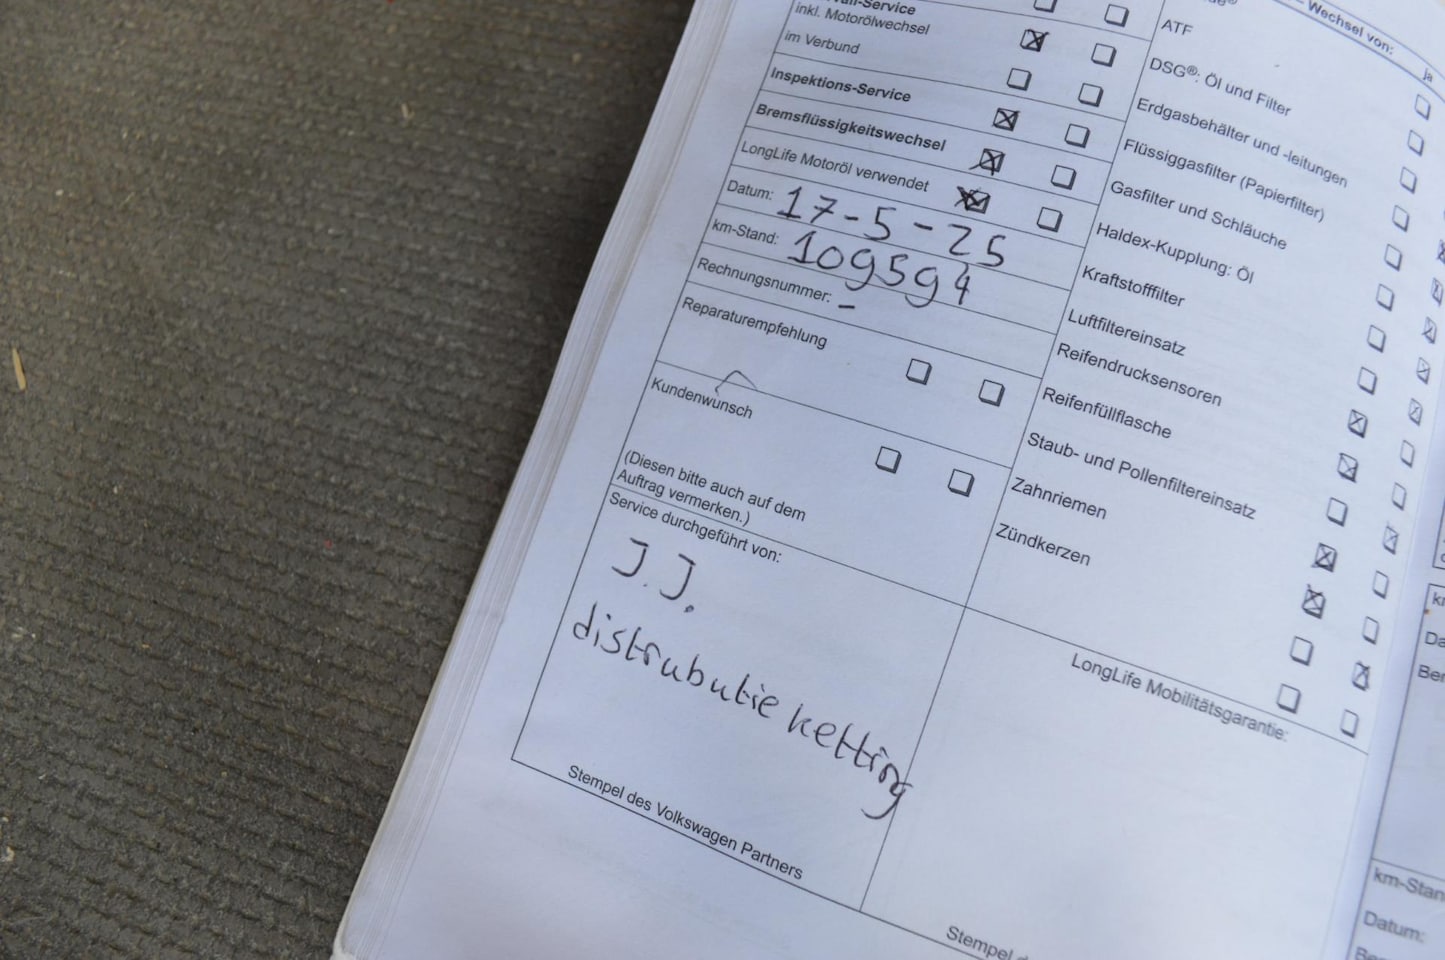 inkl. Motorölwechsel
im Verbund
Inspektions-Service
Bremsflüssigkeitswechsel
LongLife Motoröl verwendet
Datum: 17-5-25
km-Stand: 109594
Rechnungsnummer: -
Reparaturempfehlung
Kundenwunsch
(Diesen bitte auch auf dem
Auftrag vermerken.)
Service durchgeführt von:
J.J.
distrubutie ketting
Stempel des Volkswagen Partners
– Wechsel von:
ja
ATF
DSG®: Öl und Filter
Erdgasbehälter und -leitungen
Flüssiggasfilter (Papierfilter)
Gasfilter und Schläuche
Haldex-Kupplung: Öl
Kraftstofffilter
Luftfiltereinsatz
Reifendrucksensoren
Reifenfüllflasche
Staub- und Pollenfiltereinsatz
Zahnriemen
Zündkerzen
LongLife Mobilitätsgarantie:
Stempel
km-Stan
Datum: